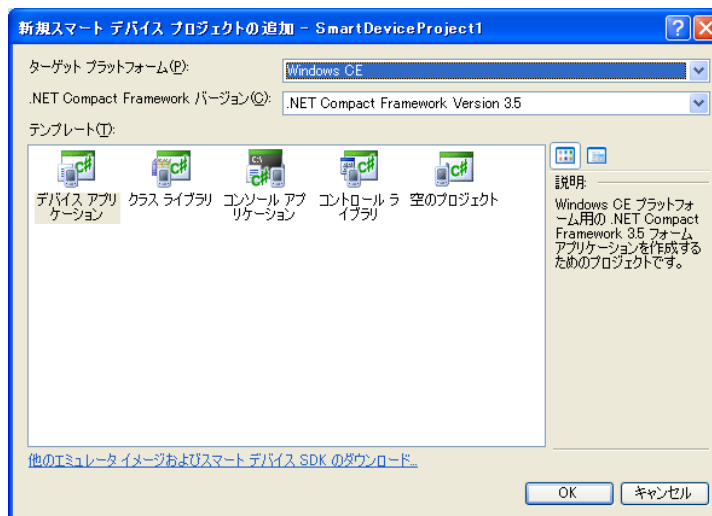 新規スマート デバイス プロジェクトの追加 - SmartDeviceProject1
ターゲット プラットフォーム(P):
Windows CE
.NET Compact Framework バージョン(C):
.NET Compact Framework Version 3.5
テンプレート(T):
デバイス アプリ
ケーション
クラス ライブラリ
コンソール アプ
リケーション
コントロール ラ
イブラリ
空のプロジェクト
説明:
Windows CE プラットフォ
ーム用の .NET Compact
Framework 3.5 フォーム
アプリケーションを作成する
ためのプロジェクトです。
他のエミュレータ イメージおよびスマート デバイス SDK のダウンロード...
OK
キャンセル